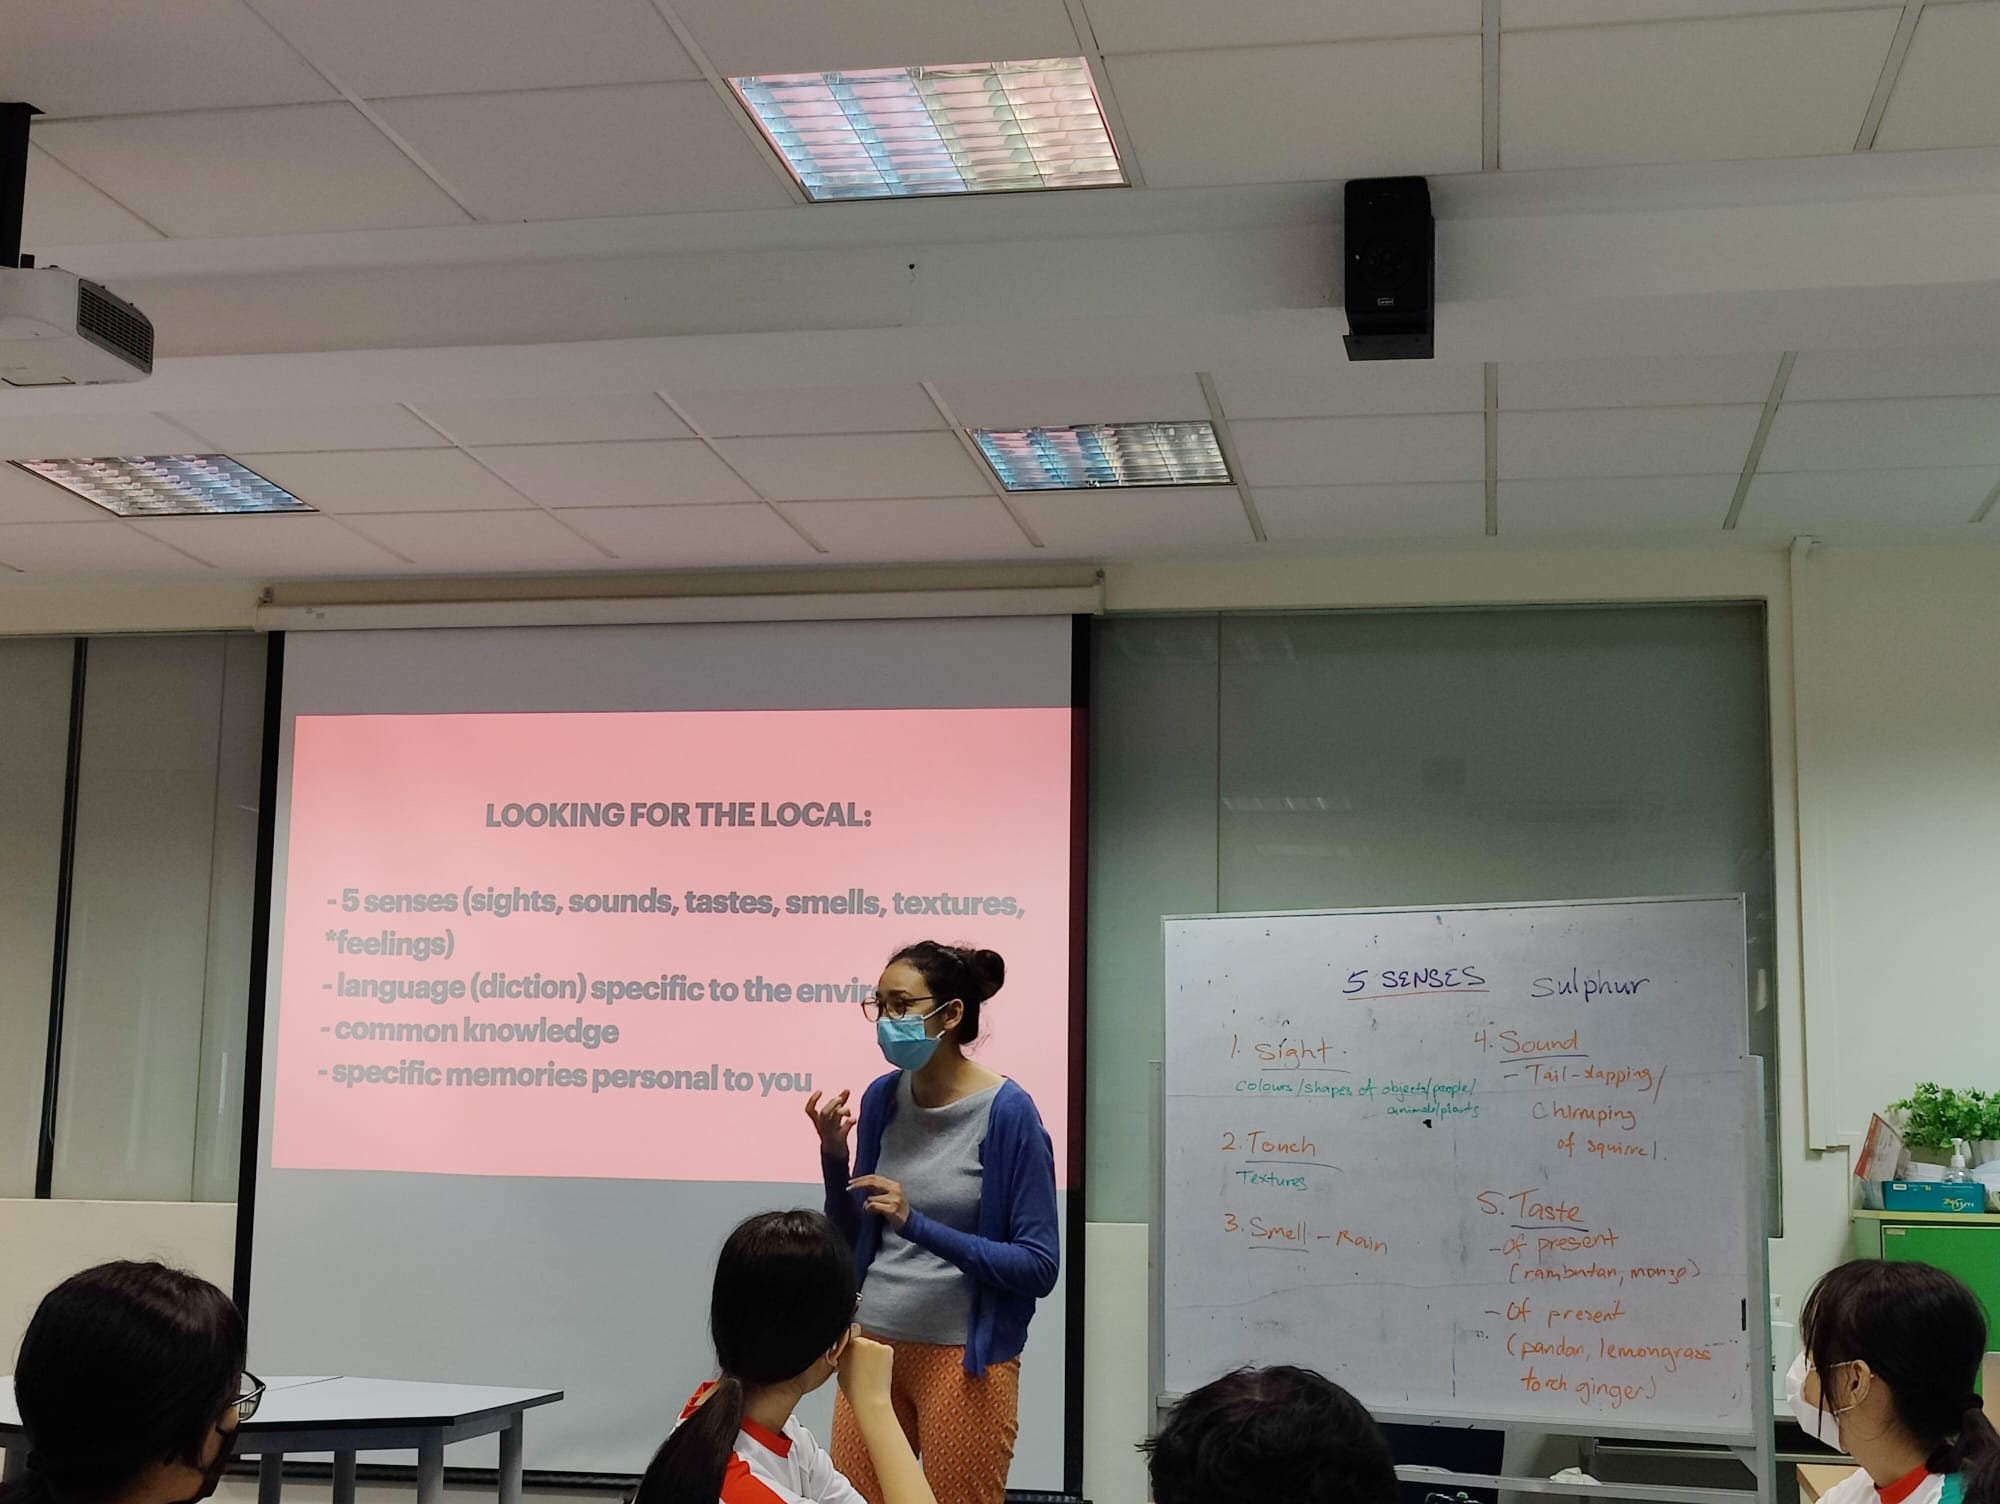 LOOKING FOR THE LOCAL:
- 5 senses (sights, sounds, tastes, smells, textures,
*feelings)
- language (diction) specific to the envir
- common knowledge
- specific memories personal to you
5 SENSES
Sulphur
1. Sight.
colours/shapes of objects/people/
animals/plants
2. Touch
Textures
3. Smell - Rain
4. Sound
- Tail-slapping/
Chirruping
of squirrel.
5. Taste
- of present
(rambutan, mango)
- Of present
(pandan, lemongrass
torch ginger)